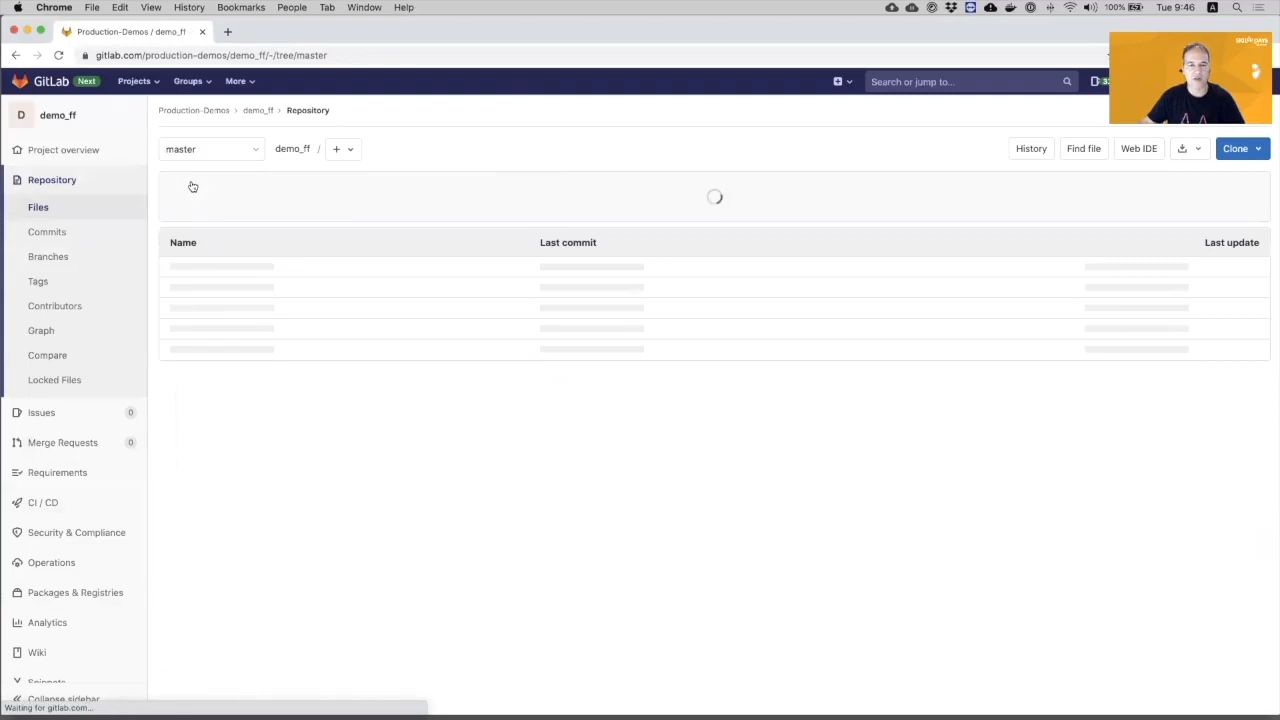 Chrome File Edit View History Bookmarks People Tab Window Help 100% Tue 9:46
Production-Demos / demo_ff
gitlab.com/production-demos/demo_ff/-/tree/master
GitLab Next Projects Groups More Search or jump to...
D demo_ff
Production-Demos > demo_ff > Repository
master demo_ff / + History Find file Web IDE Clone
Project overview
Repository
Files
Commits
Branches
Tags
Contributors
Graph
Compare
Locked Files
Issues 0
Merge Requests 0
Requirements
CI / CD
Security & Compliance
Operations
Packages & Registries
Analytics
Wiki
Snippets
Collapse sidebar
Waiting for gitlab.com...
Name Last commit Last update